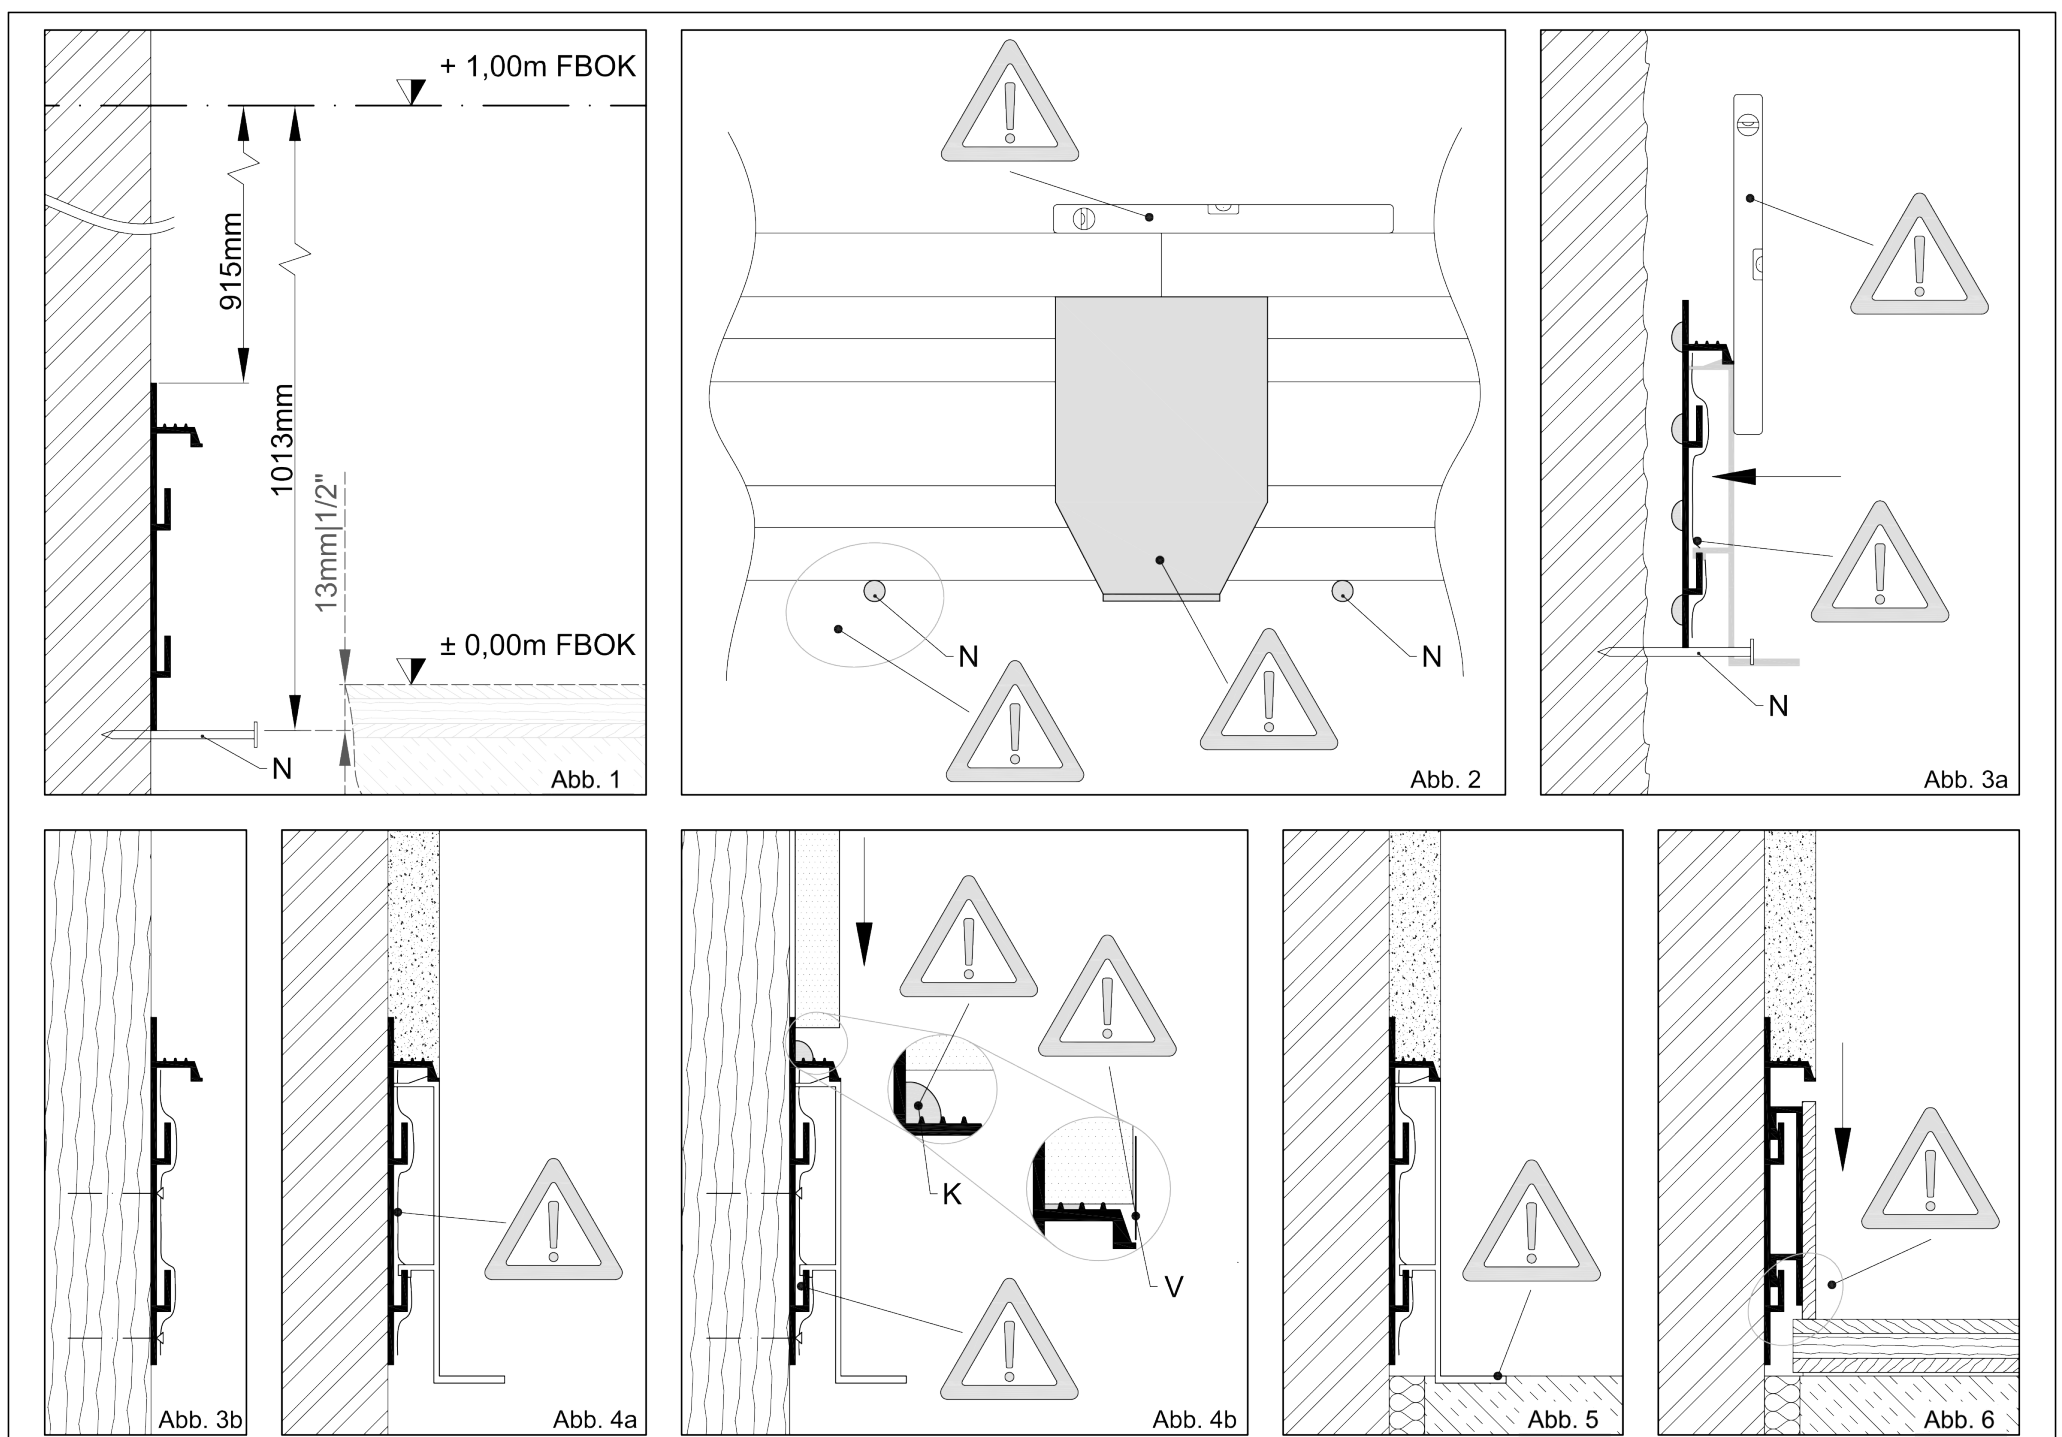 + 1,00m FBOK
915mm
1013mm
13mm|1/2"
± 0,00m FBOK
N
Abb. 1
N
N
Abb. 2
N
Abb. 3a
Abb. 3b
Abb. 4a
K
V
Abb. 4b
Abb. 5
Abb. 6